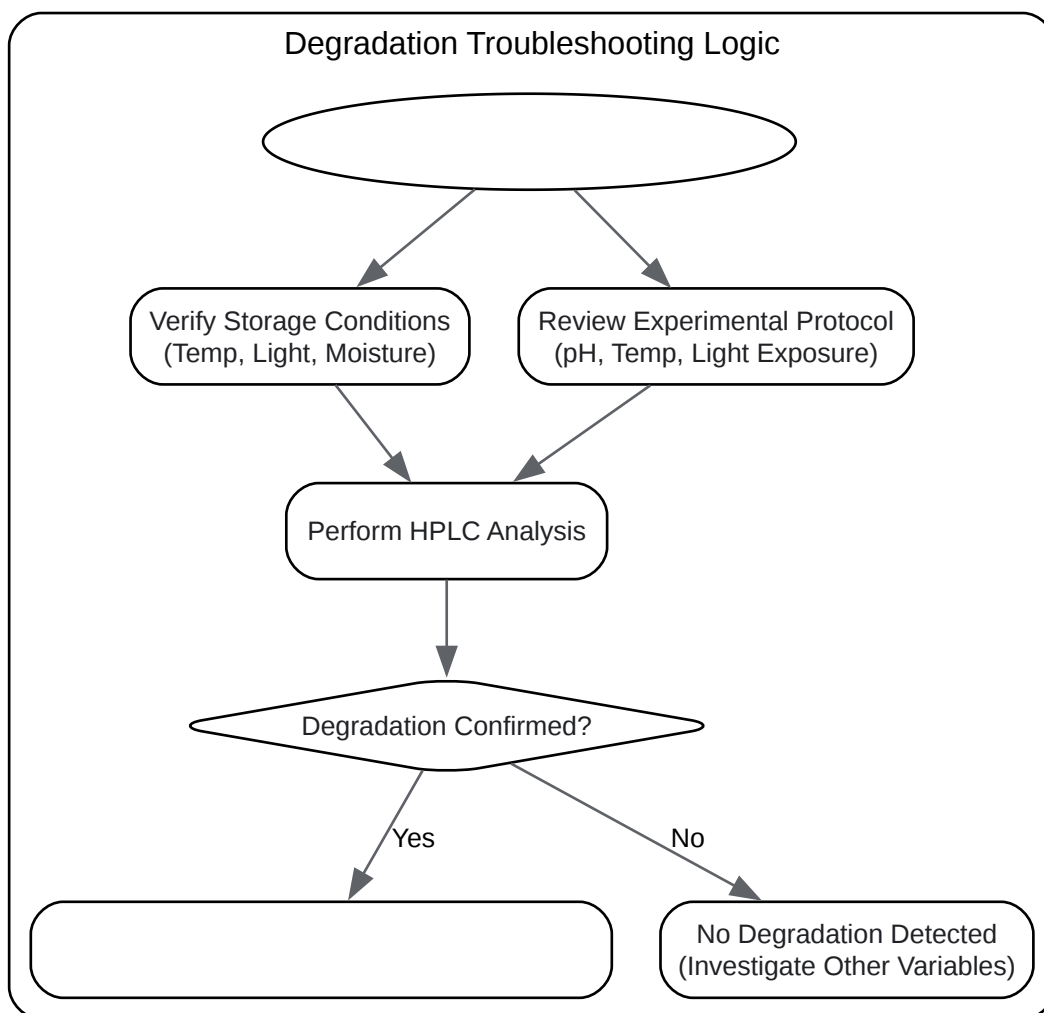 Degradation Troubleshooting Logic
Verify Storage Conditions
(Temp, Light, Moisture)
Review Experimental Protocol
(pH, Temp, Light Exposure)
Perform HPLC Analysis
Degradation Confirmed?
Yes
No
No Degradation Detected
(Investigate Other Variables)